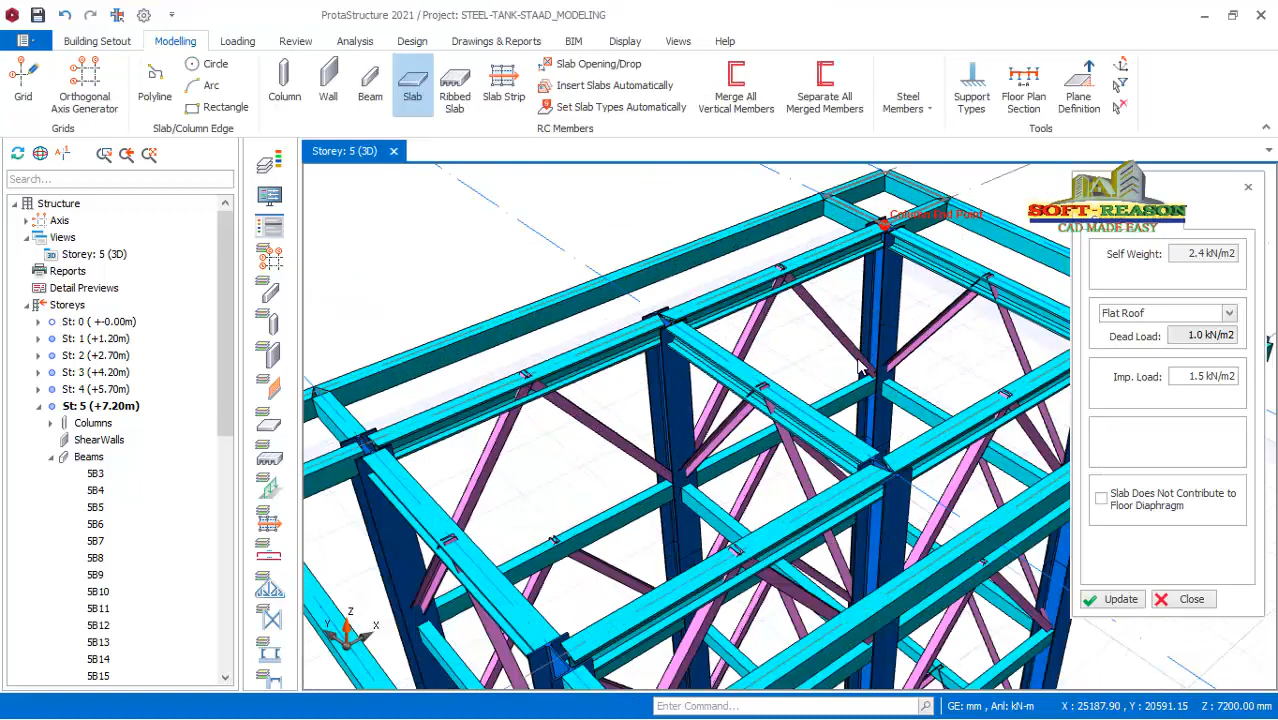 ProtaStructure 2021 / Project: STEEL-TANK-STAAD_MODELING
Building Setout
Modelling
Loading
Review
Analysis
Design
Drawings & Reports
BIM
Display
Views
Help
Grid
Orthogonal
Axis Generator
Grids
Polyline
Circle
Arc
Rectangle
Slab/Column Edge
Column
Wall
Beam
Slab
Ribbed
Slab
Slab Strip
Slab Opening/Drop
Insert Slabs Automatically
Set Slab Types Automatically
RC Members
Merge All
Vertical Members
Separate All
Merged Members
Steel
Members
Support
Types
Floor Plan
Section
Plane
Definition
Tools
Search...
Structure
Axis
Views
3D Storey: 5 (3D)
Reports
Detail Previews
Storeys
St: 0 ( +-0.00m)
St: 1 (+1.20m)
St: 2 (+2.70m)
St: 3 (+4.20m)
St: 4 (+5.70m)
St: 5 (+7.20m)
Columns
ShearWalls
Beams
5B3
5B4
5B5
5B6
5B7
5B8
5B9
5B10
5B11
5B12
5B13
5B14
5B15
Storey: 5 (3D)
Column End Point
Z
Y
X
SOFT-REASON
CAD MADE EASY
Self Weight: 2.4 kN/m2
Flat Roof
Dead Load: 1.0 kN/m2
Imp. Load: 1.5 kN/m2
Slab Does Not Contribute to
Floor Diaphragm
Update
Close
Enter Command...
GE: mm , Anl: kN-m
X : 25187.90 , Y : 20591.15
Z : 7200.00 mm